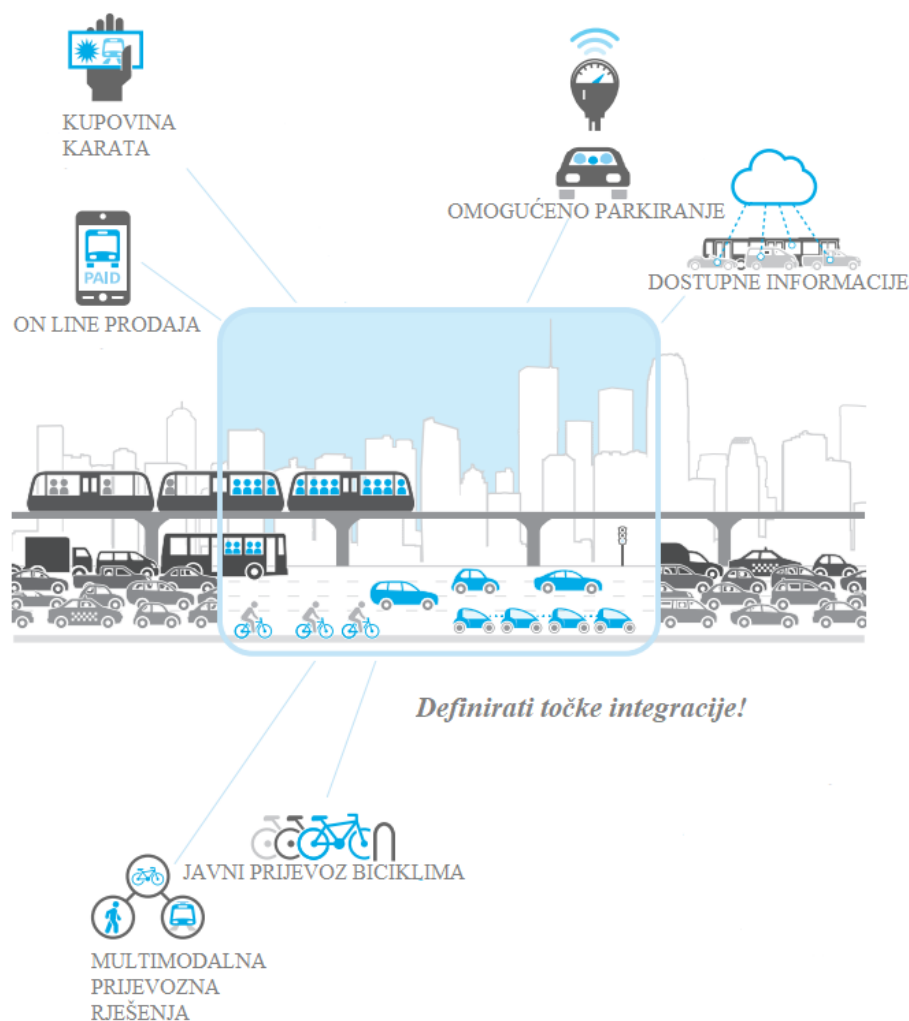 KUPOVINA
KARATA
OMOGUĆENO PARKIRANJE
PAID
DOSTUPNE INFORMACIJE
ON LINE PRODAJA
Definirati točke integracije!
JAVNI PRIJEVOZ BICIKLIMA
MULTIMODALNA
PRIJEVOZNA
RJEŠENJA